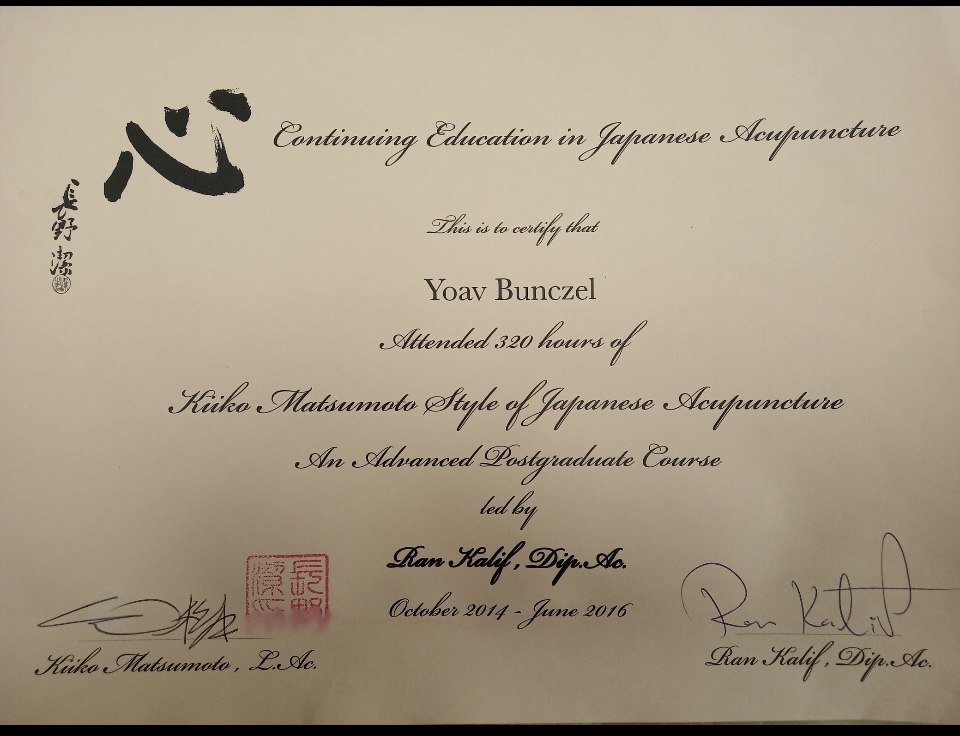 心
長野潔
Continuing Education in Japanese Acupuncture
This is to certify that
Yoav Bunczel
Attended 320 hours of
Kiiko Matsumoto Style of Japanese Acupuncture
An Advanced Postgraduate Course
led by
Ran Kalif, Dip.Ac.
October 2014 - June 2016
Ran Kalif
Kiiko Matsumoto, L.Ac.
Ran Kalif, Dip.Ac.